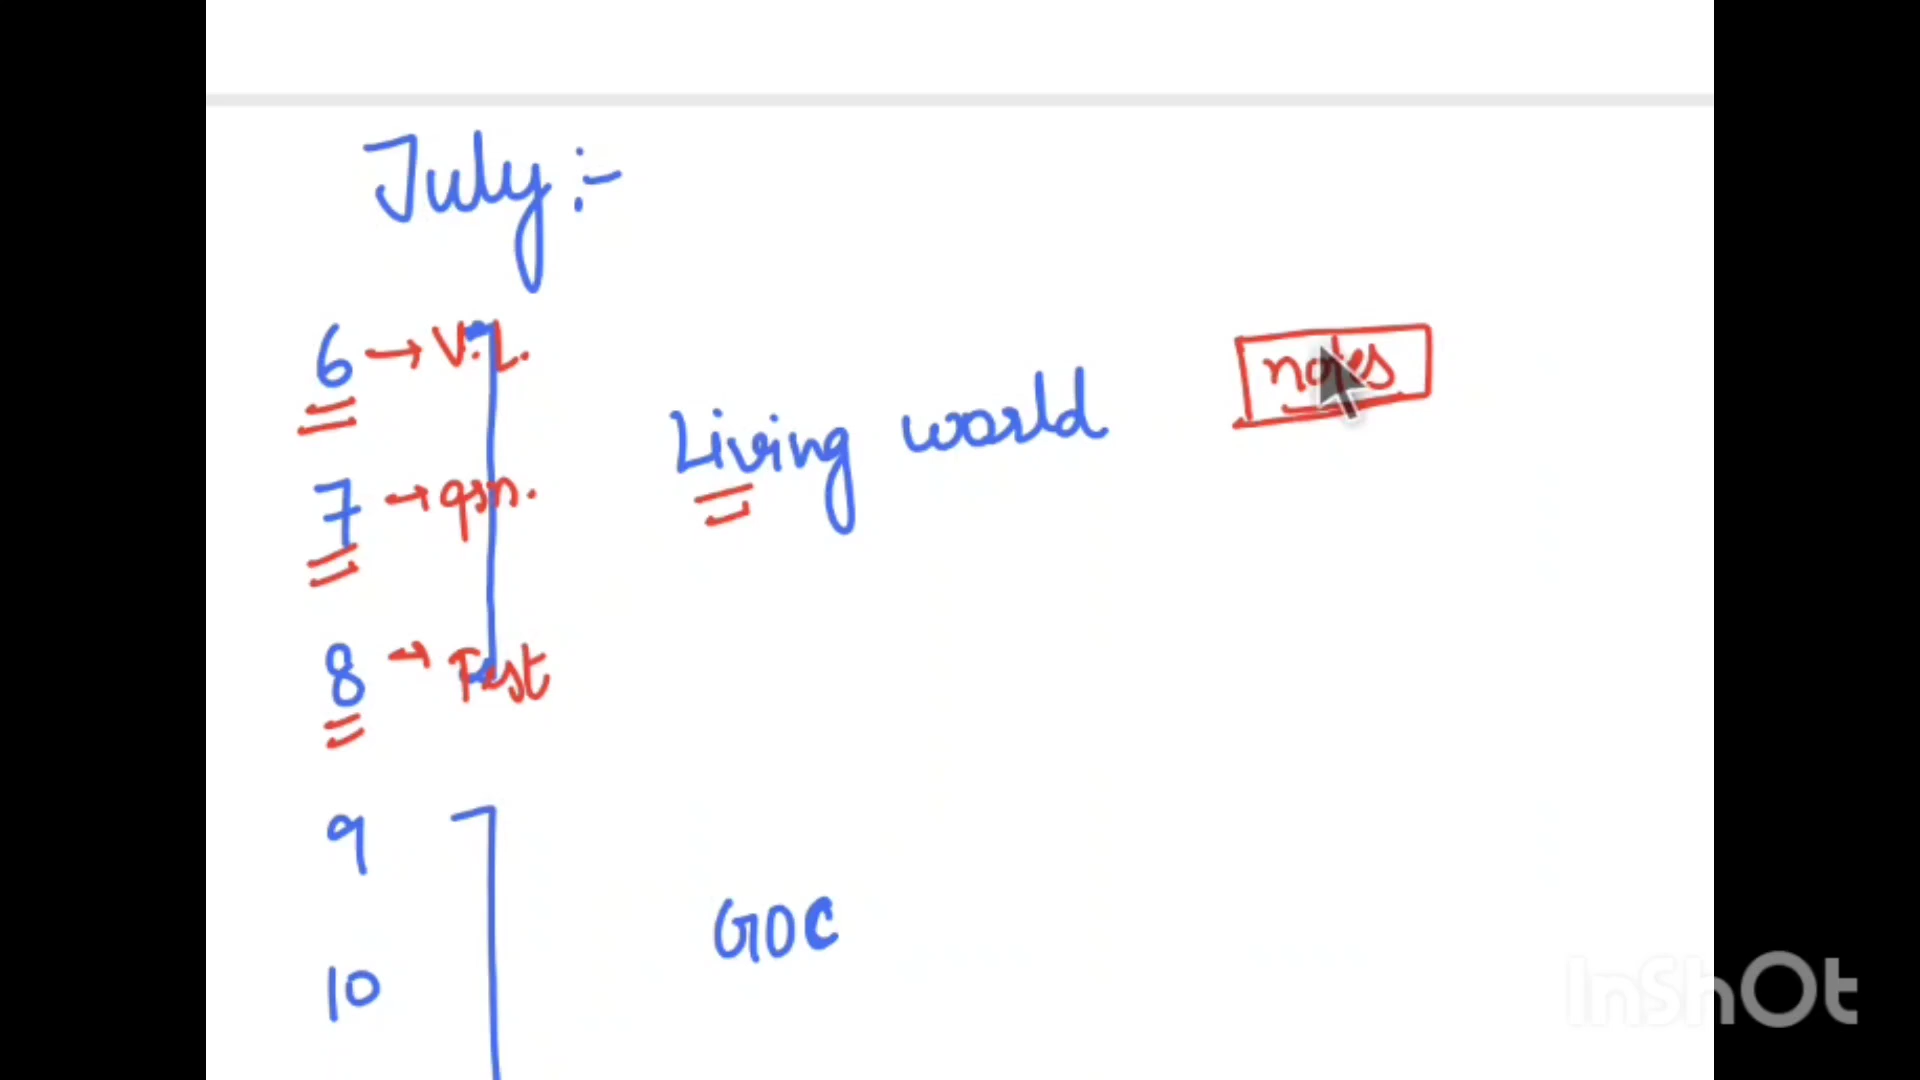 July:-
6 → V.L.
notes
Living world
7 → qsn.
8 → Test
9
GOC
10
InShOt